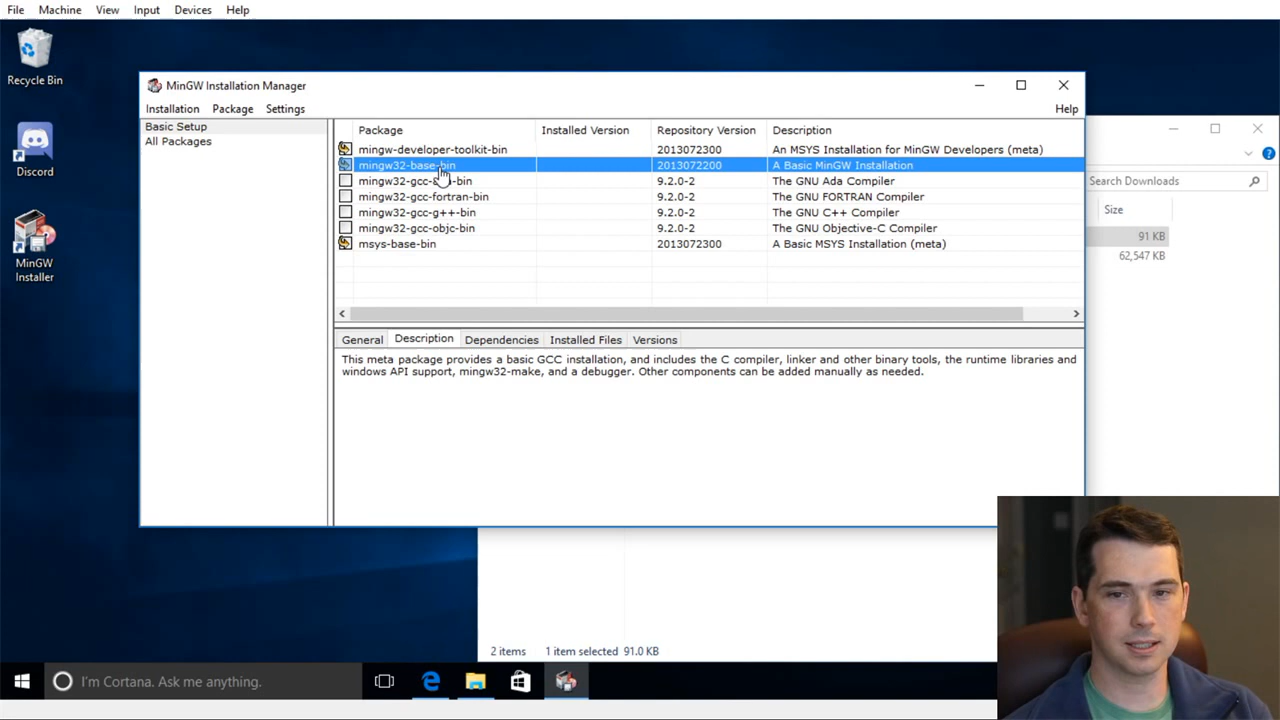 File Machine View Input Devices Help
Recycle Bin
Discord
MinGW
Installer
MinGW Installation Manager
Installation Package Settings Help
Basic Setup
All Packages
Package Installed Version Repository Version Description
mingw-developer-toolkit-bin 2013072300 An MSYS Installation for MinGW Developers (meta)
mingw32-base-bin 2013072200 A Basic MinGW Installation
mingw32-gcc- -bin 9.2.0-2 The GNU Ada Compiler
mingw32-gcc-fortran-bin 9.2.0-2 The GNU FORTRAN Compiler
mingw32-gcc-g++-bin 9.2.0-2 The GNU C++ Compiler
mingw32-gcc-objc-bin 9.2.0-2 The GNU Objective-C Compiler
msys-base-bin 2013072300 A Basic MSYS Installation (meta)
General Description Dependencies Installed Files Versions
This meta package provides a basic GCC installation, and includes the C compiler, linker and other binary tools, the runtime libraries and
windows API support, mingw32-make, and a debugger. Other components can be added manually as needed.
Search Downloads
Size
91 KB
62,547 KB
2 items 1 item selected 91.0 KB
I'm Cortana. Ask me anything.